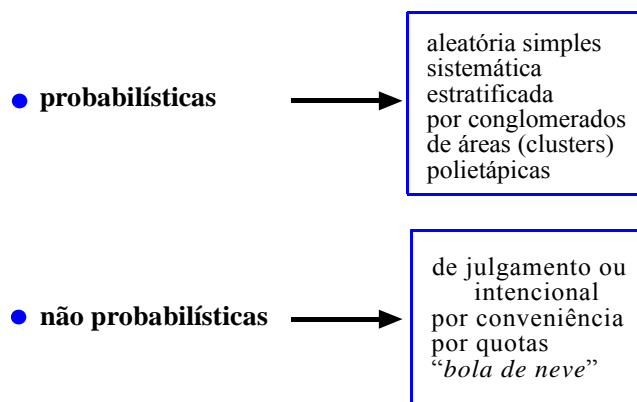 ● probabilísticas
aleatória simples
sistemática
estratificada
por conglomerados
de áreas (clusters)
polietápicas
● não probabilísticas
de julgamento ou
intencional
por conveniência
por quotas
“bola de neve”